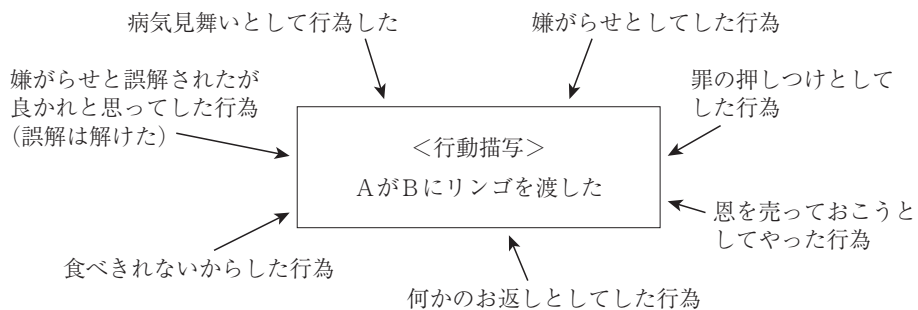 病気見舞いとして行為した
嫌がらせとしてした行為
嫌がらせと誤解されたが
良かれと思ってした行為
（誤解は解けた）
罪の押しつけとして
した行為
＜行動描写＞
ＡがＢにリンゴを渡した
恩を売っておこうと
してやった行為
食べきれないからした行為
何かのお返しとしてした行為